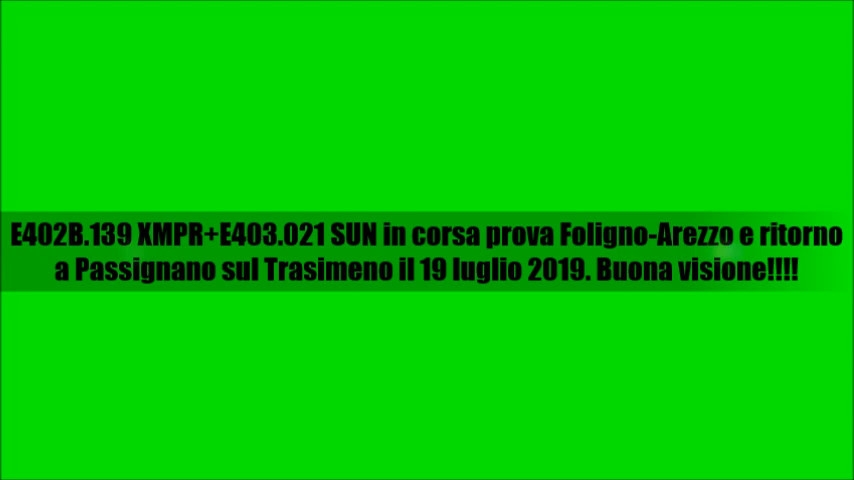 E402B.139 XMPR+E403.021 SUN in corsa prova Foligno-Arezzo e ritorno
a Passignano sul Trasimeno il 19 luglio 2019. Buona visione!!!!